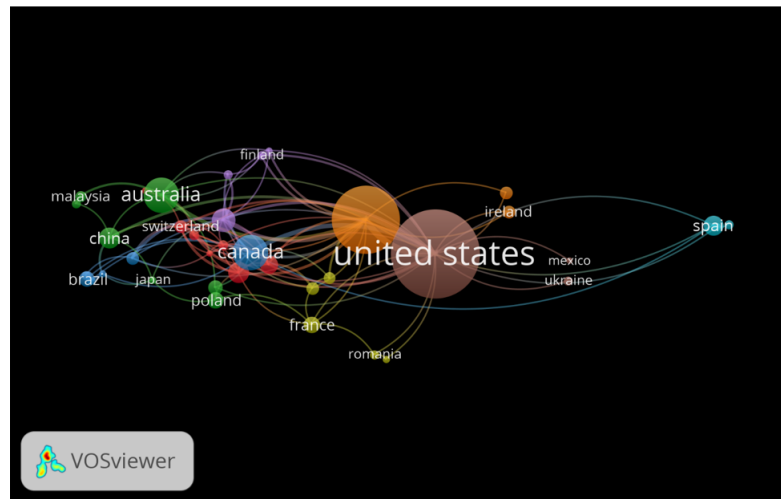 finland
malaysia
australia
ireland
switzerland
spain
china
canada
united states
mexico
brazil
japan
ukraine
poland
france
romania
VOSviewer